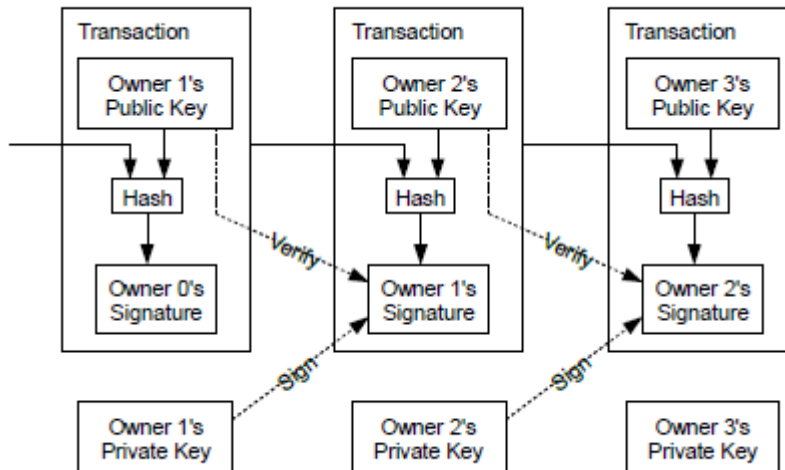 Transaction
Transaction
Transaction
Owner 1's
Public Key
Owner 2's
Public Key
Owner 3's
Public Key
Hash
Hash
Hash
Verify
Verify
Owner 0's
Signature
Owner 1's
Signature
Owner 2's
Signature
Sign
Sign
Owner 1's
Private Key
Owner 2's
Private Key
Owner 3's
Private Key